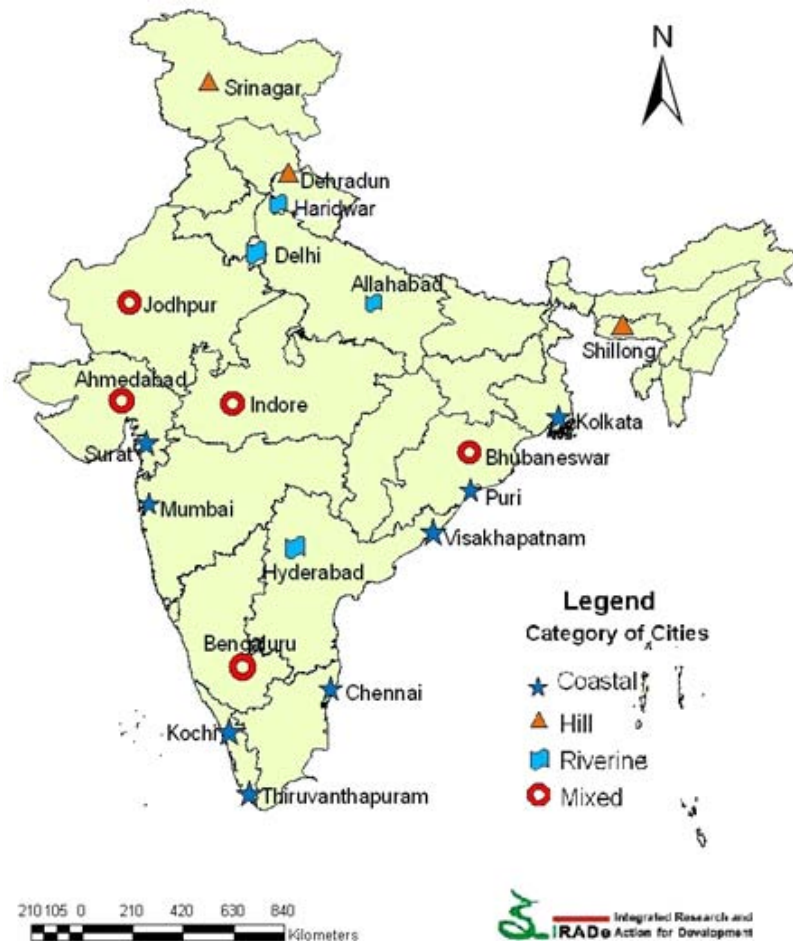 N
Srinagar
Dehradun
Haridwar
Delhi
Allahabad
Jodhpur
Shillong
Ahmedabad
Indore
Kolkata
Surat
Bhubaneswar
Puri
Mumbai
Visakhapatnam
Hyderabad
Legend
Category of Cities
Bengaluru
Coastal
Chennai
Hill
Kochi
Riverine
Thiruvanthapuram
Mixed
210 105 0 210 420 630 840
Kilometers
IRADe Integrated Research and
Action for Development